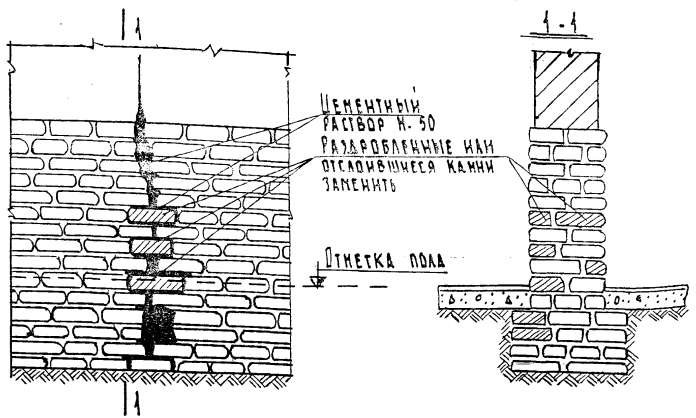 1
1-1
Цементный
раствор М-50
Раздробленные или
отслоившиеся камни
заменить
Отметка пола
1